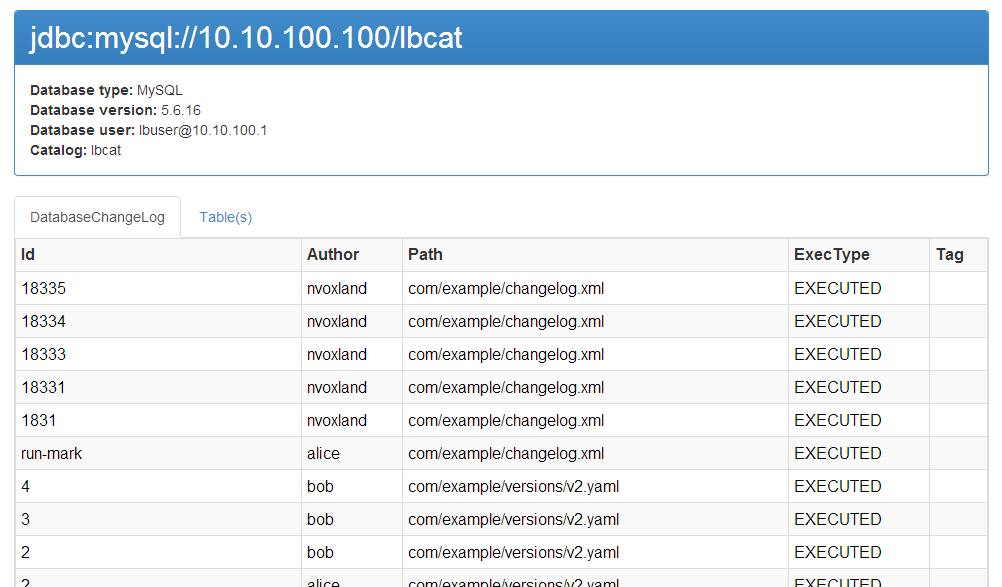 jdbc:mysql://10.10.100.100/lbcat
Database type: MySQL
Database version: 5.6.16
Database user: lbuser@10.10.100.1
Catalog: lbcat
DatabaseChangeLog Table(s)
Id Author Path ExecType Tag
18335 nvoxland com/example/changelog.xml EXECUTED
18334 nvoxland com/example/changelog.xml EXECUTED
18333 nvoxland com/example/changelog.xml EXECUTED
18331 nvoxland com/example/changelog.xml EXECUTED
1831 nvoxland com/example/changelog.xml EXECUTED
run-mark alice com/example/changelog.xml EXECUTED
4 bob com/example/versions/v2.yaml EXECUTED
3 bob com/example/versions/v2.yaml EXECUTED
2 bob com/example/versions/v2.yaml EXECUTED
2 alice com/example/versions/v2.yaml EXECUTED